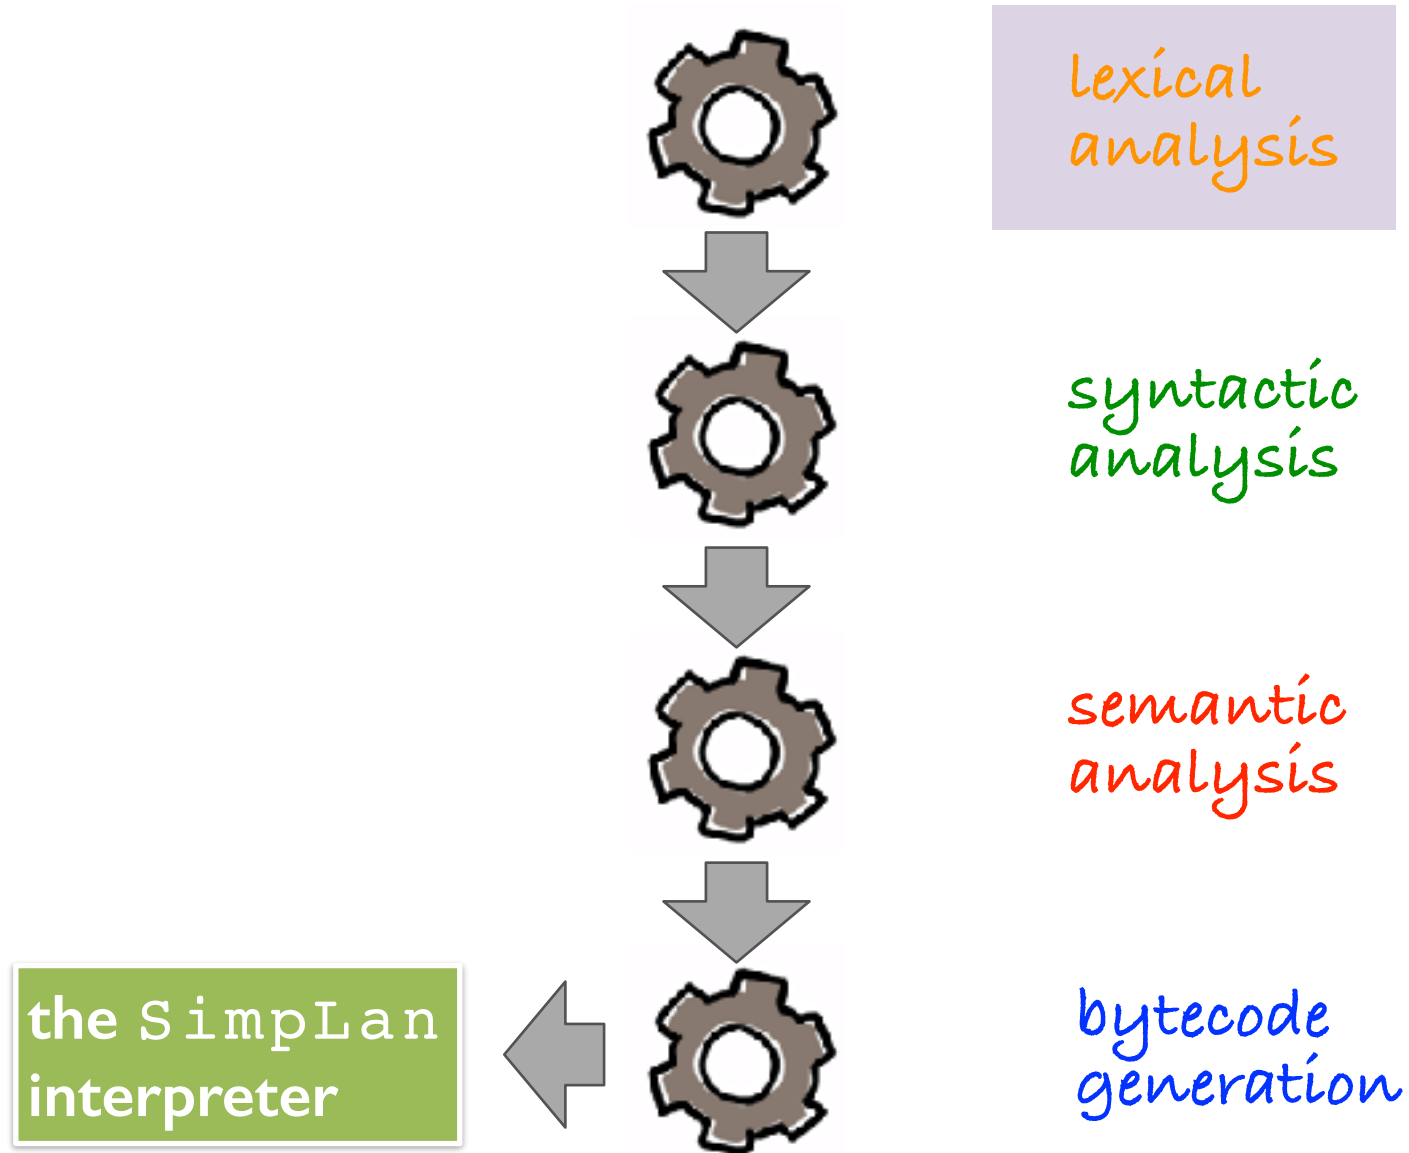 lexical
analysis
syntactic
analysis
semantic
analysis
the SimpLan
interpreter
bytecode
generation